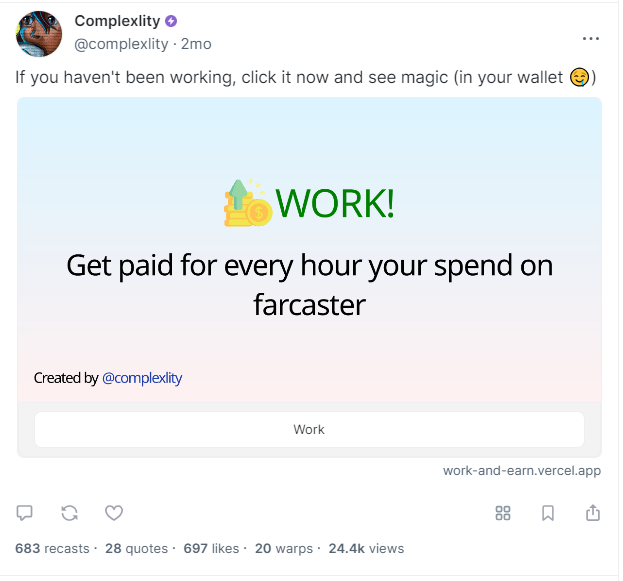 Complexlity
@complexlity · 2mo
If you haven't been working, click it now and see magic (in your wallet 🤑)
WORK!
Get paid for every hour your spend on
farcaster
Created by @complexlity
Work
work-and-earn.vercel.app
683 recasts · 28 quotes · 697 likes · 20 warps · 24.4k views